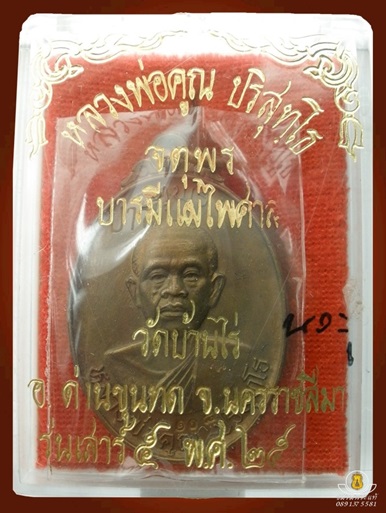 หลวงพ่อคูณ ปริสุทฺโธ
จตุพร
บารมีแผ่ไพศาล
วัดบ้านไร่
อ. ด่านขุนทด จ.นครราชสีมา
รุ่นเสาร์ ๕ พ.ศ. ๒๕
0891375581